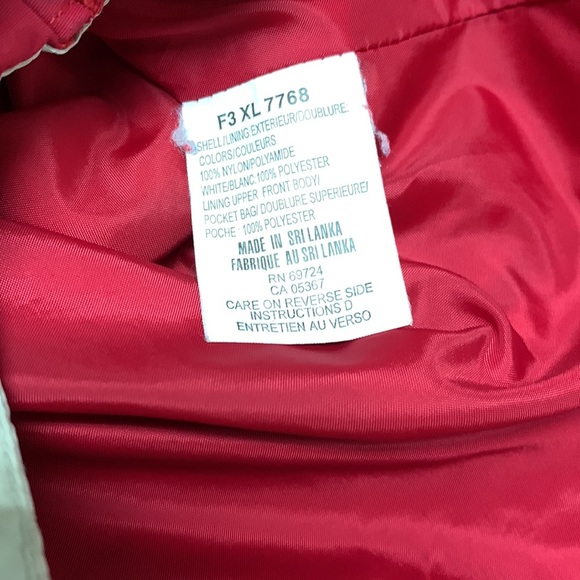 F3 XL 7768
SHELL/LINING EXTERIEUR/DOUBLURE:
COLORS/COULEURS
100% NYLON/POLYAMIDE
WHITE/BLANC:100% POLYESTER
LINING UPPER FRONT BODY/
POCKET BAG/ DOUBLURE SUPERIEURE/
POCHE : 100% POLYESTER
MADE IN SRI LANKA
FABRIQUE AU SRI LANKA
RN 69724
CA 05367
CARE ON REVERSE SIDE
INSTRUCTIONS D
ENTRETIEN AU VERSO